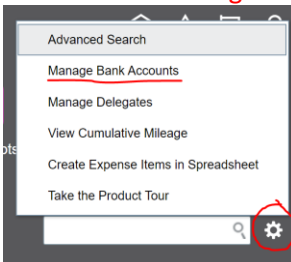 Advanced Search
Manage Bank Accounts
Manage Delegates
View Cumulative Mileage
Create Expense Items in Spreadsheet
Take the Product Tour